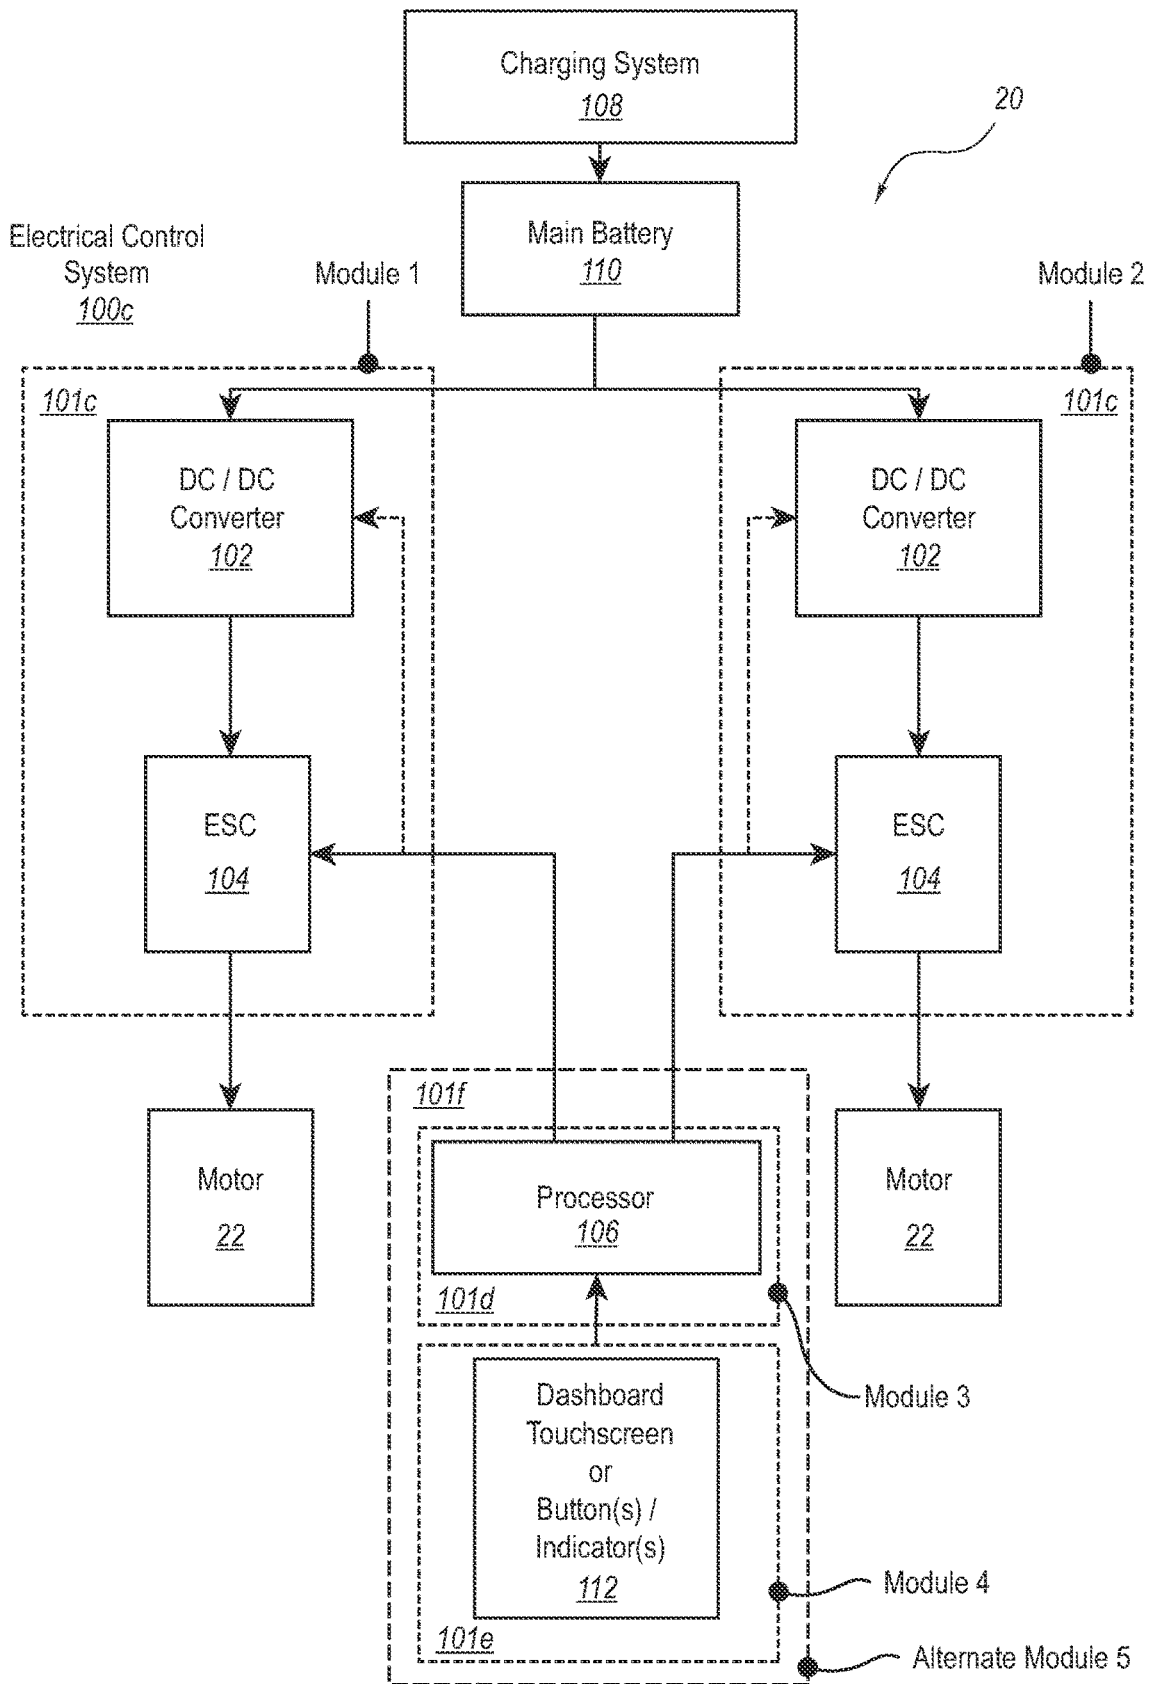 Charging System
108
20
Main Battery
110
Electrical Control
System
100c
Module 1
Module 2
101c
101c
DC / DC
Converter
102
DC / DC
Converter
102
ESC
104
ESC
104
101f
Motor
22
Processor
106
Motor
22
101d
Module 3
Dashboard
Touchscreen
or
Button(s) /
Indicator(s)
112
Module 4
101e
Alternate Module 5